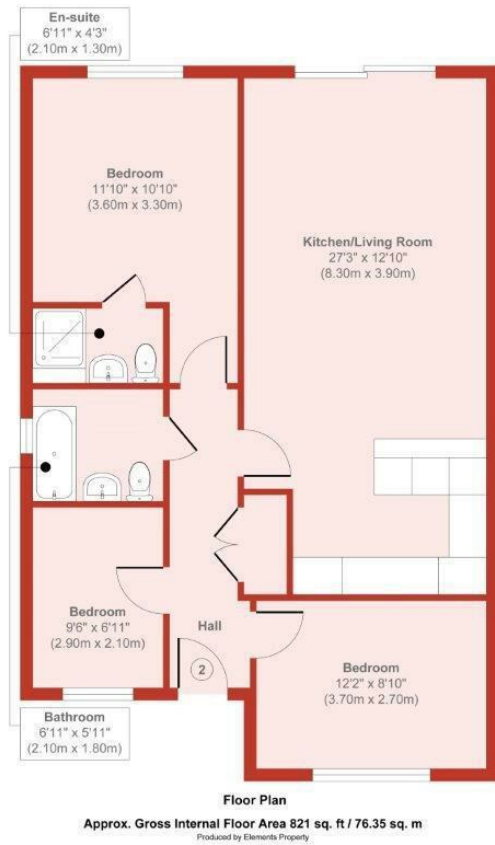 En-suite
6'11" x 4'3"
(2.10m x 1.30m)
Bedroom
11'10" x 10'10"
(3.60m x 3.30m)
Kitchen/Living Room
27'3" x 12'10"
(8.30m x 3.90m)
Bedroom
9'6" x 6'11"
(2.90m x 2.10m)
Hall
2
Bedroom
12'2" x 8'10"
(3.70m x 2.70m)
Bathroom
6'11" x 5'11"
(2.10m x 1.80m)
Floor Plan
Approx. Gross Internal Floor Area 821 sq. ft / 76.35 sq. m
Produced by Elements Property